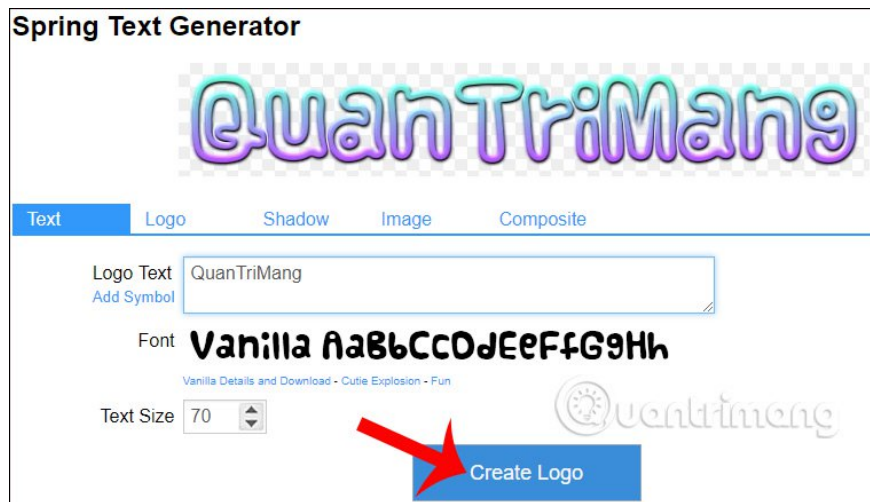 Spring Text Generator
QuanTriMang
Text Logo Shadow Image Composite
Logo Text QuanTriMang
Add Symbol
Font Vanilla AaBbCcDdEeFfGgHh
Vanilla Details and Download - Cutie Explosion - Fun
Text Size 70
Quantrimang
Create Logo